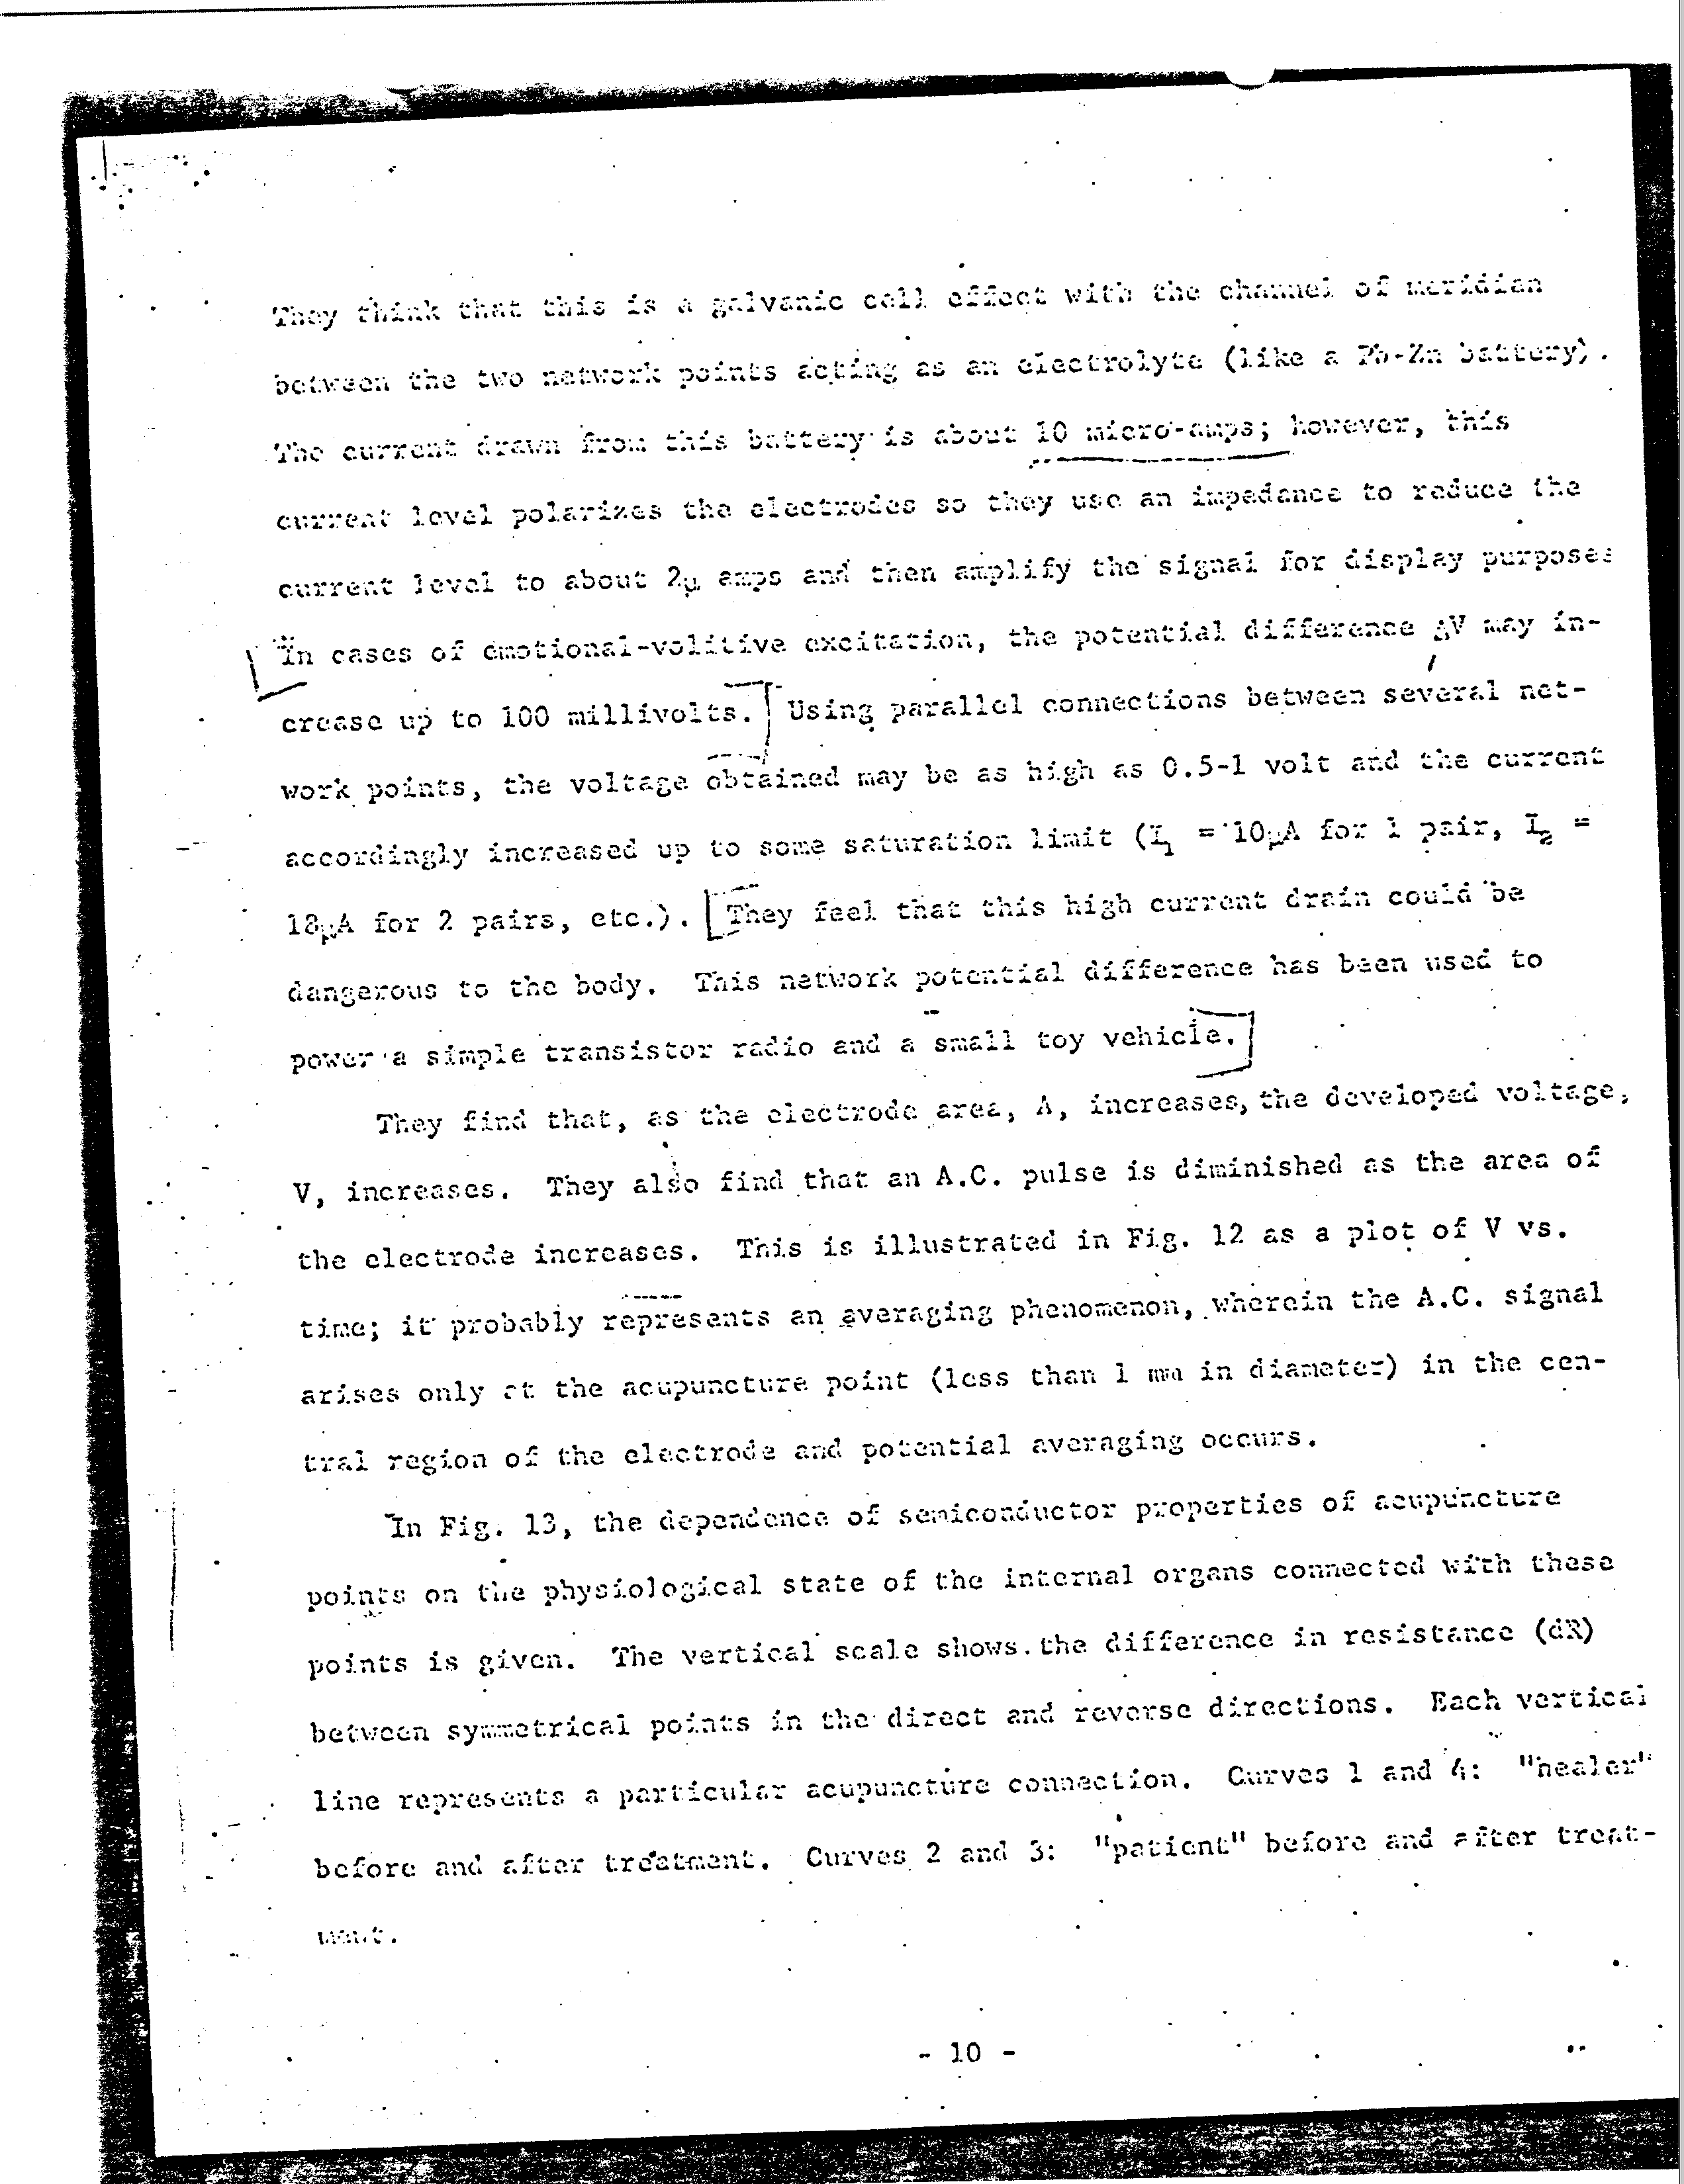 They think that this is a galvanic cell effect with the channel of meridian
between the two network points acting as an electrolyte (like a Pb-Zn battery).
The current drawn from this battery is about 10 micro-amps; however, this
current level polarizes the electrodes so they use an impedance to reduce the
current level to about 2μ amps and then amplify the signal for display purposes
In cases of emotional-volitive excitation, the potential difference ΔV may in-
crease up to 100 millivolts.] Using parallel connections between several net-
work points, the voltage obtained may be as high as 0.5-1 volt and the current
accordingly increased up to some saturation limit (I₁ = 10μA for 1 pair, I₂ =
18μA for 2 pairs, etc.). [They feel that this high current drain could be
dangerous to the body. This network potential difference has been used to
power a simple transistor radio and a small toy vehicle.]
They find that, as the electrode area, A, increases, the developed voltage,
V, increases. They also find that an A.C. pulse is diminished as the area of
the electrode increases. This is illustrated in Fig. 12 as a plot of V vs.
time; it probably represents an averaging phenomenon, wherein the A.C. signal
arises only at the acupuncture point (less than 1 mm in diameter) in the cen-
tral region of the electrode and potential averaging occurs.
In Fig. 13, the dependence of semiconductor properties of acupuncture
points on the physiological state of the internal organs connected with these
points is given. The vertical scale shows the difference in resistance (dR)
between symmetrical points in the direct and reverse directions. Each vertical
line represents a particular acupuncture connection. Curves 1 and 4: "healer"
before and after treatment. Curves 2 and 3: "patient" before and after treat-
ment.
- 10 -